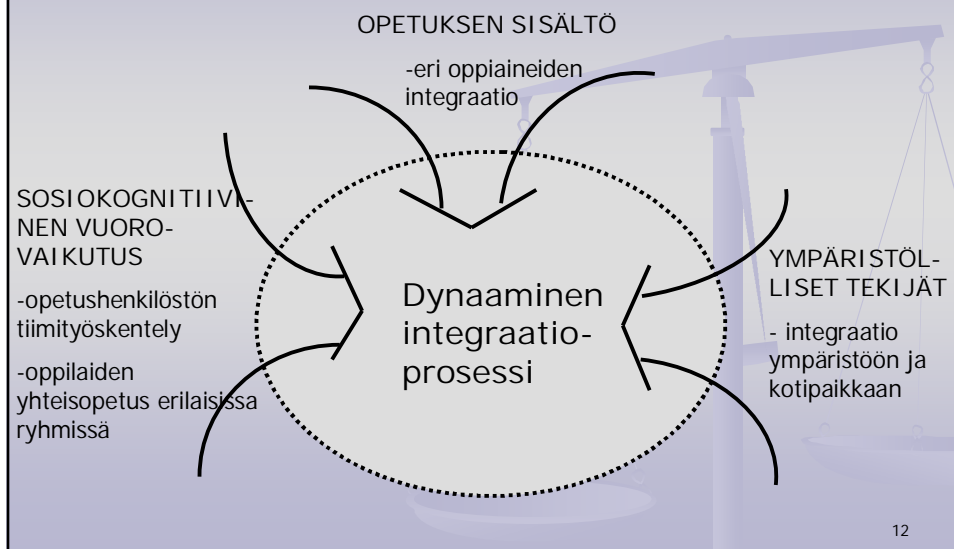 OPETUKSEN SISÄLTÖ
-eri oppiaineiden
integraatio
SOSIOKOGNITIIVI-
NEN VUORO-
VAIKUTUS
-opetushenkilöstön
tiimityöskentely
-oppilaiden
yhteisopetus erilaisissa
ryhmissä
Dynaaminen
integraatio-
prosessi
YMPÄRISTÖL-
LISET TEKIJÄT
- integraatio
ympäristöön ja
kotipaikkaan
12